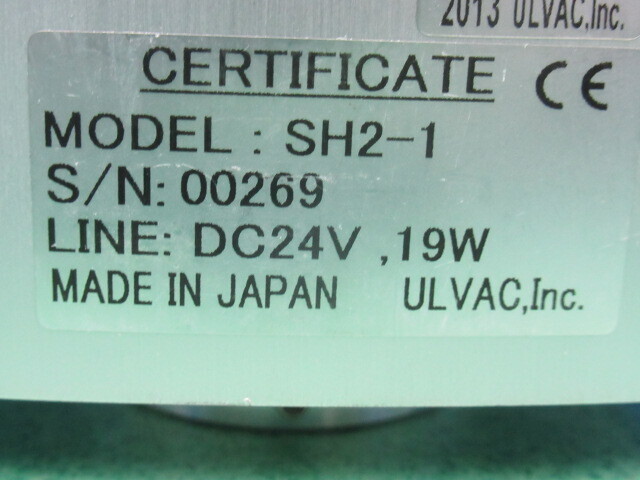 2013 ULVAC,Inc.
CERTIFICATE CE
MODEL : SH2-1
S/N: 00269
LINE: DC24V ,19W
MADE IN JAPAN ULVAC,Inc.